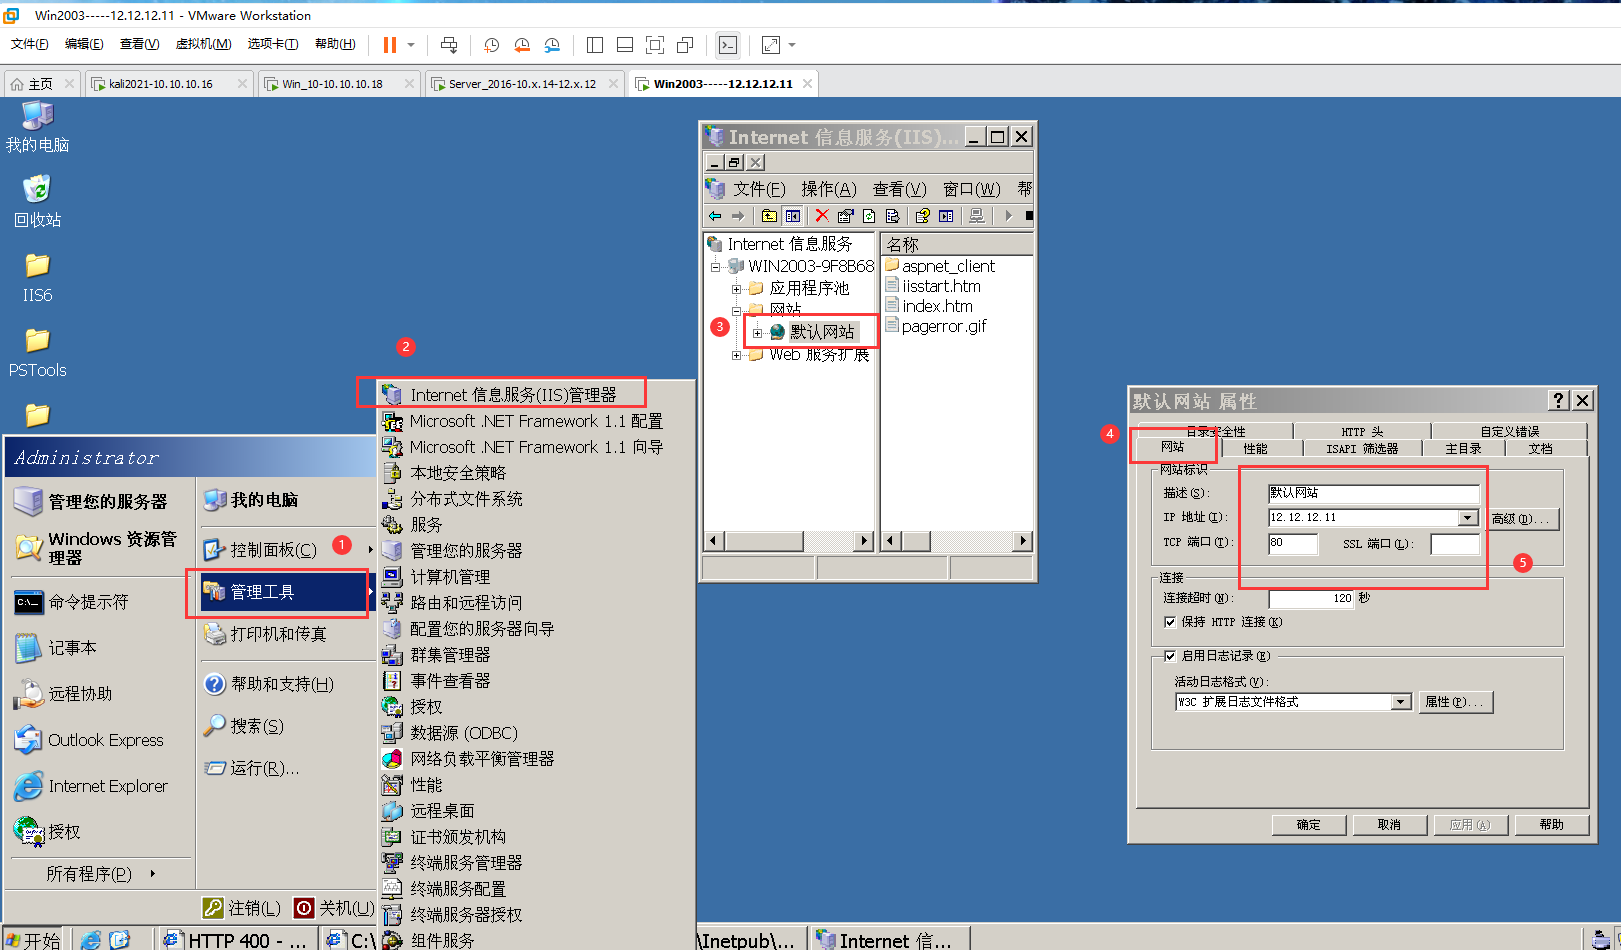 Win2003-----12.12.12.11 - VMware Workstation
文件(F) 编辑(E) 查看(V) 虚拟机(M) 选项卡(T) 帮助(H)
主页 kali2021-10.10.10.16 Win_10-10.10.10.18 Server_2016-10.x.14-12.x.12 Win2003-----12.12.12.11
我的电脑
回收站
IIS6
PSTools
Administrator
管理您的服务器
Windows 资源管理器
命令提示符
记事本
远程协助
Outlook Express
Internet Explorer
授权
所有程序(P)
我的电脑
控制面板(C)
1
管理工具
打印机和传真
帮助和支持(H)
搜索(S)
运行(R)...
注销(L) 关机(U)
2
Internet 信息服务(IIS)管理器
Microsoft .NET Framework 1.1 配置
Microsoft .NET Framework 1.1 向导
本地安全策略
分布式文件系统
服务
管理您的服务器
计算机管理
路由和远程访问
配置您的服务器向导
群集管理器
事件查看器
授权
数据源 (ODBC)
网络负载平衡管理器
性能
远程桌面
证书颁发机构
终端服务管理器
终端服务配置
终端服务器授权
组件服务
Internet 信息服务(IIS)...
文件(F) 操作(A) 查看(V) 窗口(W) 帮
Internet 信息服务
WIN2003-9F8B68
应用程序池
网站
3
默认网站
Web 服务扩展
名称
aspnet_client
iisstart.htm
index.htm
pagerror.gif
默认网站 属性
4
目录安全性 HTTP 头 自定义错误
网站 性能 ISAPI 筛选器 主目录 文档
网站标识
描述(S): 默认网站
IP 地址(I): 12.12.12.11 高级(D)...
TCP 端口(T): 80 SSL 端口(L):
5
连接
连接超时(N): 120 秒
保持 HTTP 连接(K)
启用日志记录(E)
活动日志格式(V):
W3C 扩展日志文件格式 属性(P)...
确定 取消 应用(A) 帮助
开始 HTTP 400 - ... C:\ \Inetpub\... Internet 信...